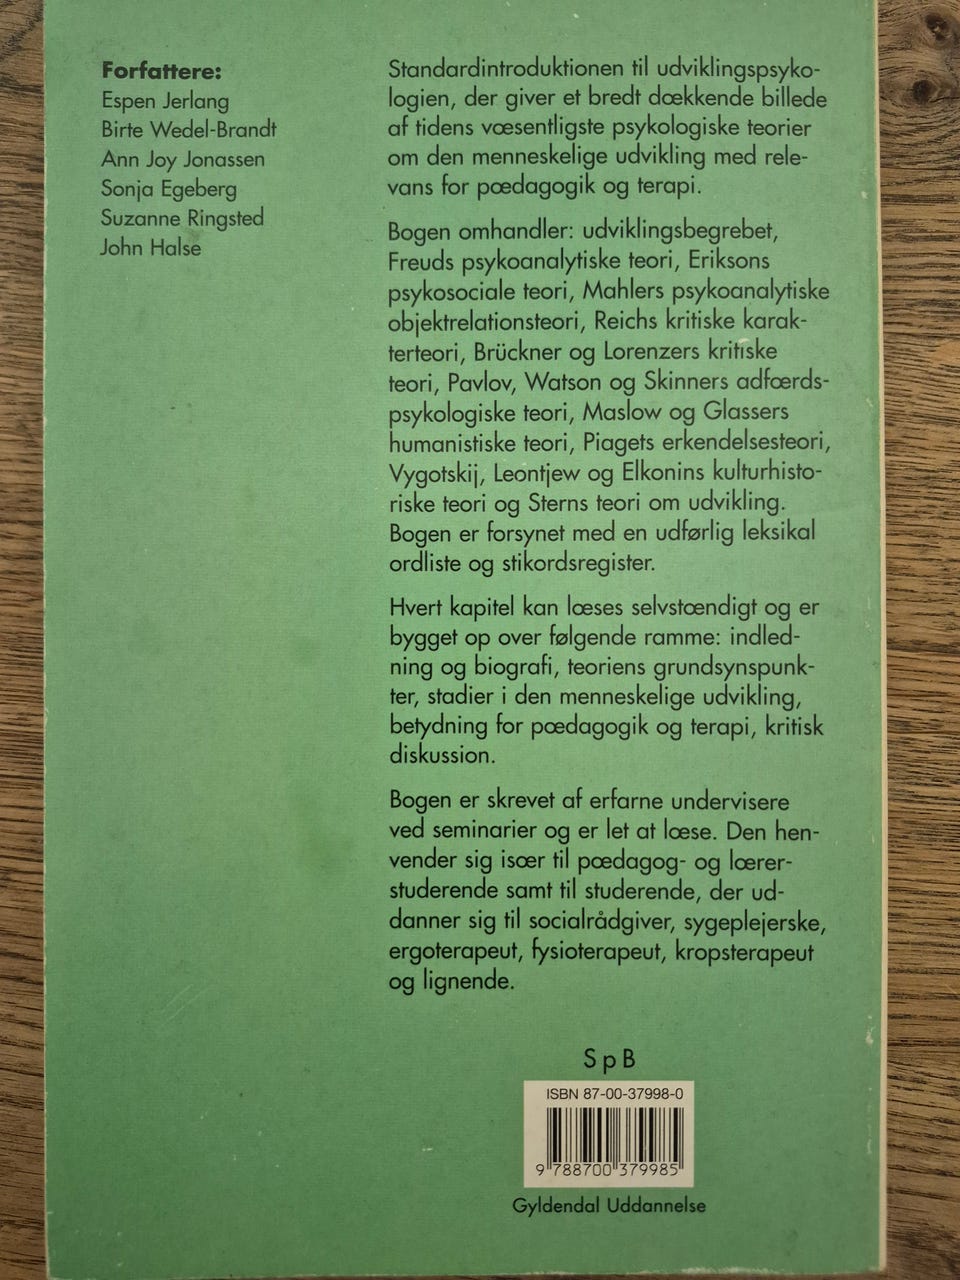 Forfattere:
Espen Jerlang
Birte Wedel-Brandt
Ann Joy Jonassen
Sonja Egeberg
Suzanne Ringsted
John Halse
Standardintroduktionen til udviklingspsyko-
logien, der giver et bredt dækkende billede
af tidens væsentligste psykologiske teorier
om den menneskelige udvikling med rele-
vans for pædagogik og terapi.
Bogen omhandler: udviklingsbegrebet,
Freuds psykoanalytiske teori, Eriksons
psykosociale teori, Mahlers psykoanalytiske
objektrelationsteori, Reichs kritiske karak-
terteori, Brückner og Lorenzers kritiske
teori, Pavlov, Watson og Skinners adfærds-
psykologiske teori, Maslow og Glassers
humanistiske teori, Piagets erkendelsesteori,
Vygotskij, Leontjew og Elkonins kulturhisto-
riske teori og Sterns teori om udvikling.
Bogen er forsynet med en udførlig leksikal
ordliste og stikordsregister.
Hvert kapitel kan læses selvstændigt og er
bygget op over følgende ramme: indled-
ning og biografi, teoriens grundsynspunk-
ter, stadier i den menneskelige udvikling,
betydning for pædagogik og terapi, kritisk
diskussion.
Bogen er skrevet af erfarne undervisere
ved seminarier og er let at læse. Den hen-
vender sig især til pædagog- og lærer-
studerende samt til studerende, der ud-
danner sig til socialrådgiver, sygeplejerske,
ergoterapeut, fysioterapeut, kropsterapeut
og lignende.
S p B
ISBN 87-00-37998-0
9 788700 379985
Gyldendal Uddannelse